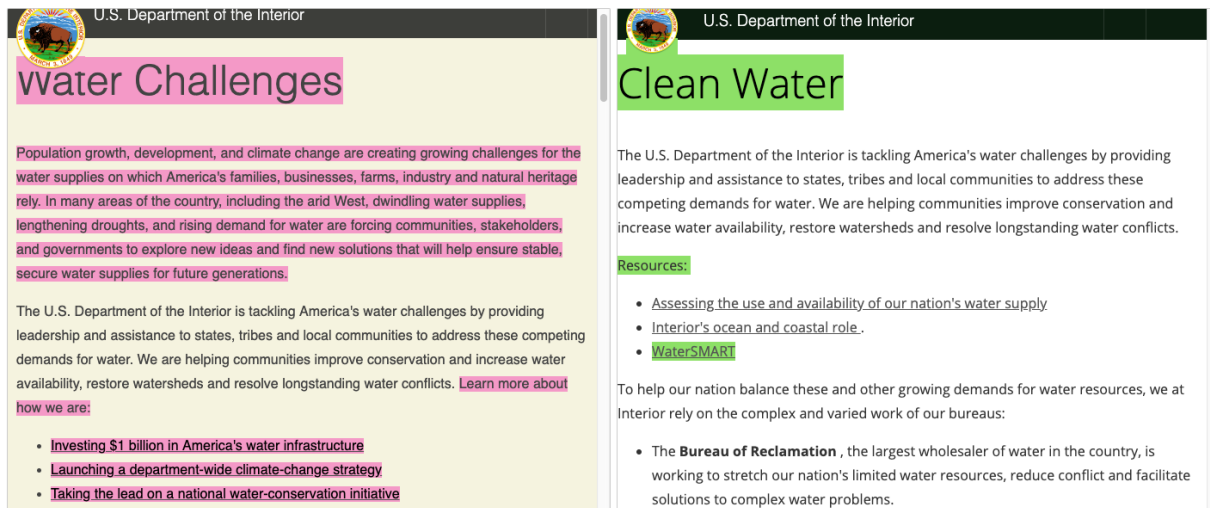 U.S. Department of the Interior
MARCH 3, 1849
Water Challenges
Population growth, development, and climate change are creating growing challenges for the
water supplies on which America's families, businesses, farms, industry and natural heritage
rely. In many areas of the country, including the arid West, dwindling water supplies,
lengthening droughts, and rising demand for water are forcing communities, stakeholders,
and governments to explore new ideas and find new solutions that will help ensure stable,
secure water supplies for future generations.
The U.S. Department of the Interior is tackling America's water challenges by providing
leadership and assistance to states, tribes and local communities to address these competing
demands for water. We are helping communities improve conservation and increase water
availability, restore watersheds and resolve longstanding water conflicts. Learn more about
how we are:
• Investing $1 billion in America's water infrastructure
• Launching a department-wide climate-change strategy
• Taking the lead on a national water-conservation initiative
U.S. Department of the Interior
MARCH 3, 1849
Clean Water
The U.S. Department of the Interior is tackling America's water challenges by providing
leadership and assistance to states, tribes and local communities to address these
competing demands for water. We are helping communities improve conservation and
increase water availability, restore watersheds and resolve longstanding water conflicts.
Resources:
• Assessing the use and availability of our nation's water supply
• Interior's ocean and coastal role .
• WaterSMART
To help our nation balance these and other growing demands for water resources, we at
Interior rely on the complex and varied work of our bureaus:
• The Bureau of Reclamation , the largest wholesaler of water in the country, is
working to stretch our nation's limited water resources, reduce conflict and facilitate
solutions to complex water problems.